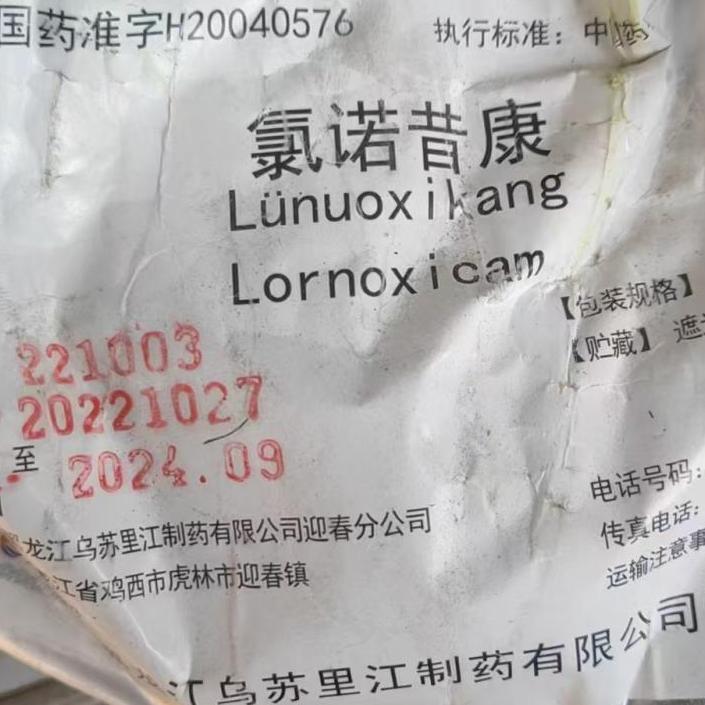 国药准字H20040576
执行标准：中
氯诺昔康
Lünuoxikang
Lornoxicam
【包装规格】
【贮藏】 遮
221003
20221027
至 2024.09
龙江乌苏里江制药有限公司迎春分公司
江省鸡西市虎林市迎春镇
电话号码：
传真电话：
运输注意事
江乌苏里江制药有限公司